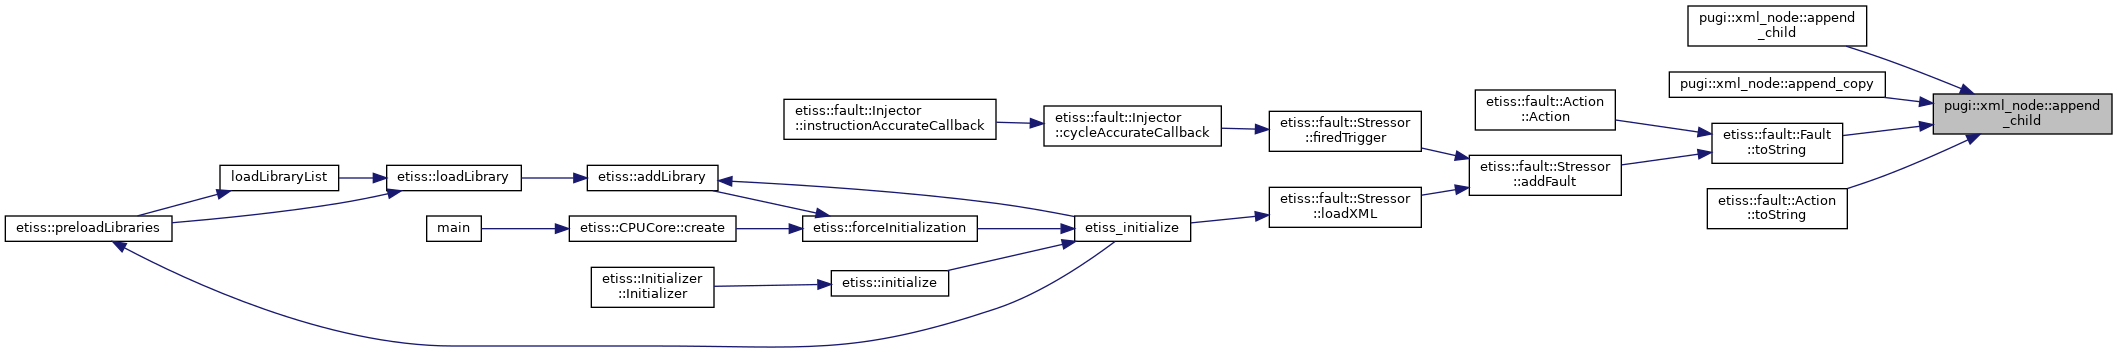 pugi::xml_node::append
_child
pugi::xml_node::append_copy
pugi::xml_node::append
_child
etiss::fault::Action
::Action
etiss::fault::Injector
::instructionAccurateCallback
etiss::fault::Injector
::cycleAccurateCallback
etiss::fault::Stressor
::firedTrigger
etiss::fault::Fault
::toString
etiss::fault::Stressor
::addFault
loadLibraryList
etiss::loadLibrary
etiss::addLibrary
etiss::fault::Stressor
::loadXML
etiss::fault::Action
::toString
etiss::preloadLibraries
main
etiss::CPUCore::create
etiss::forceInitialization
etiss_initialize
etiss::Initializer
::Initializer
etiss::initialize